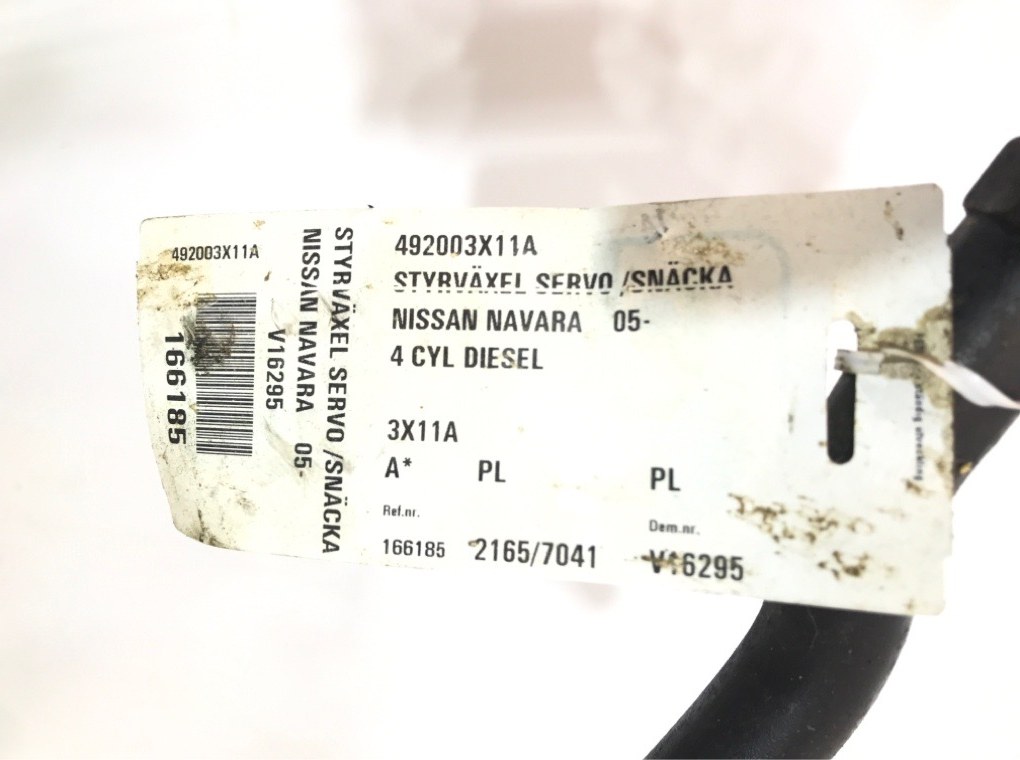 492003X11A
166185
V16295
NISSAN NAVARA 05-
STYRVÄXEL SERVO /SNÄCKA
492003X11A
STYRVÄXEL SERVO /SNÄCKA
NISSAN NAVARA 05-
4 CYL DIESEL
3X11A
A* PL PL
Ref.nr. Dem.nr.
166185 2165/7041 V16295